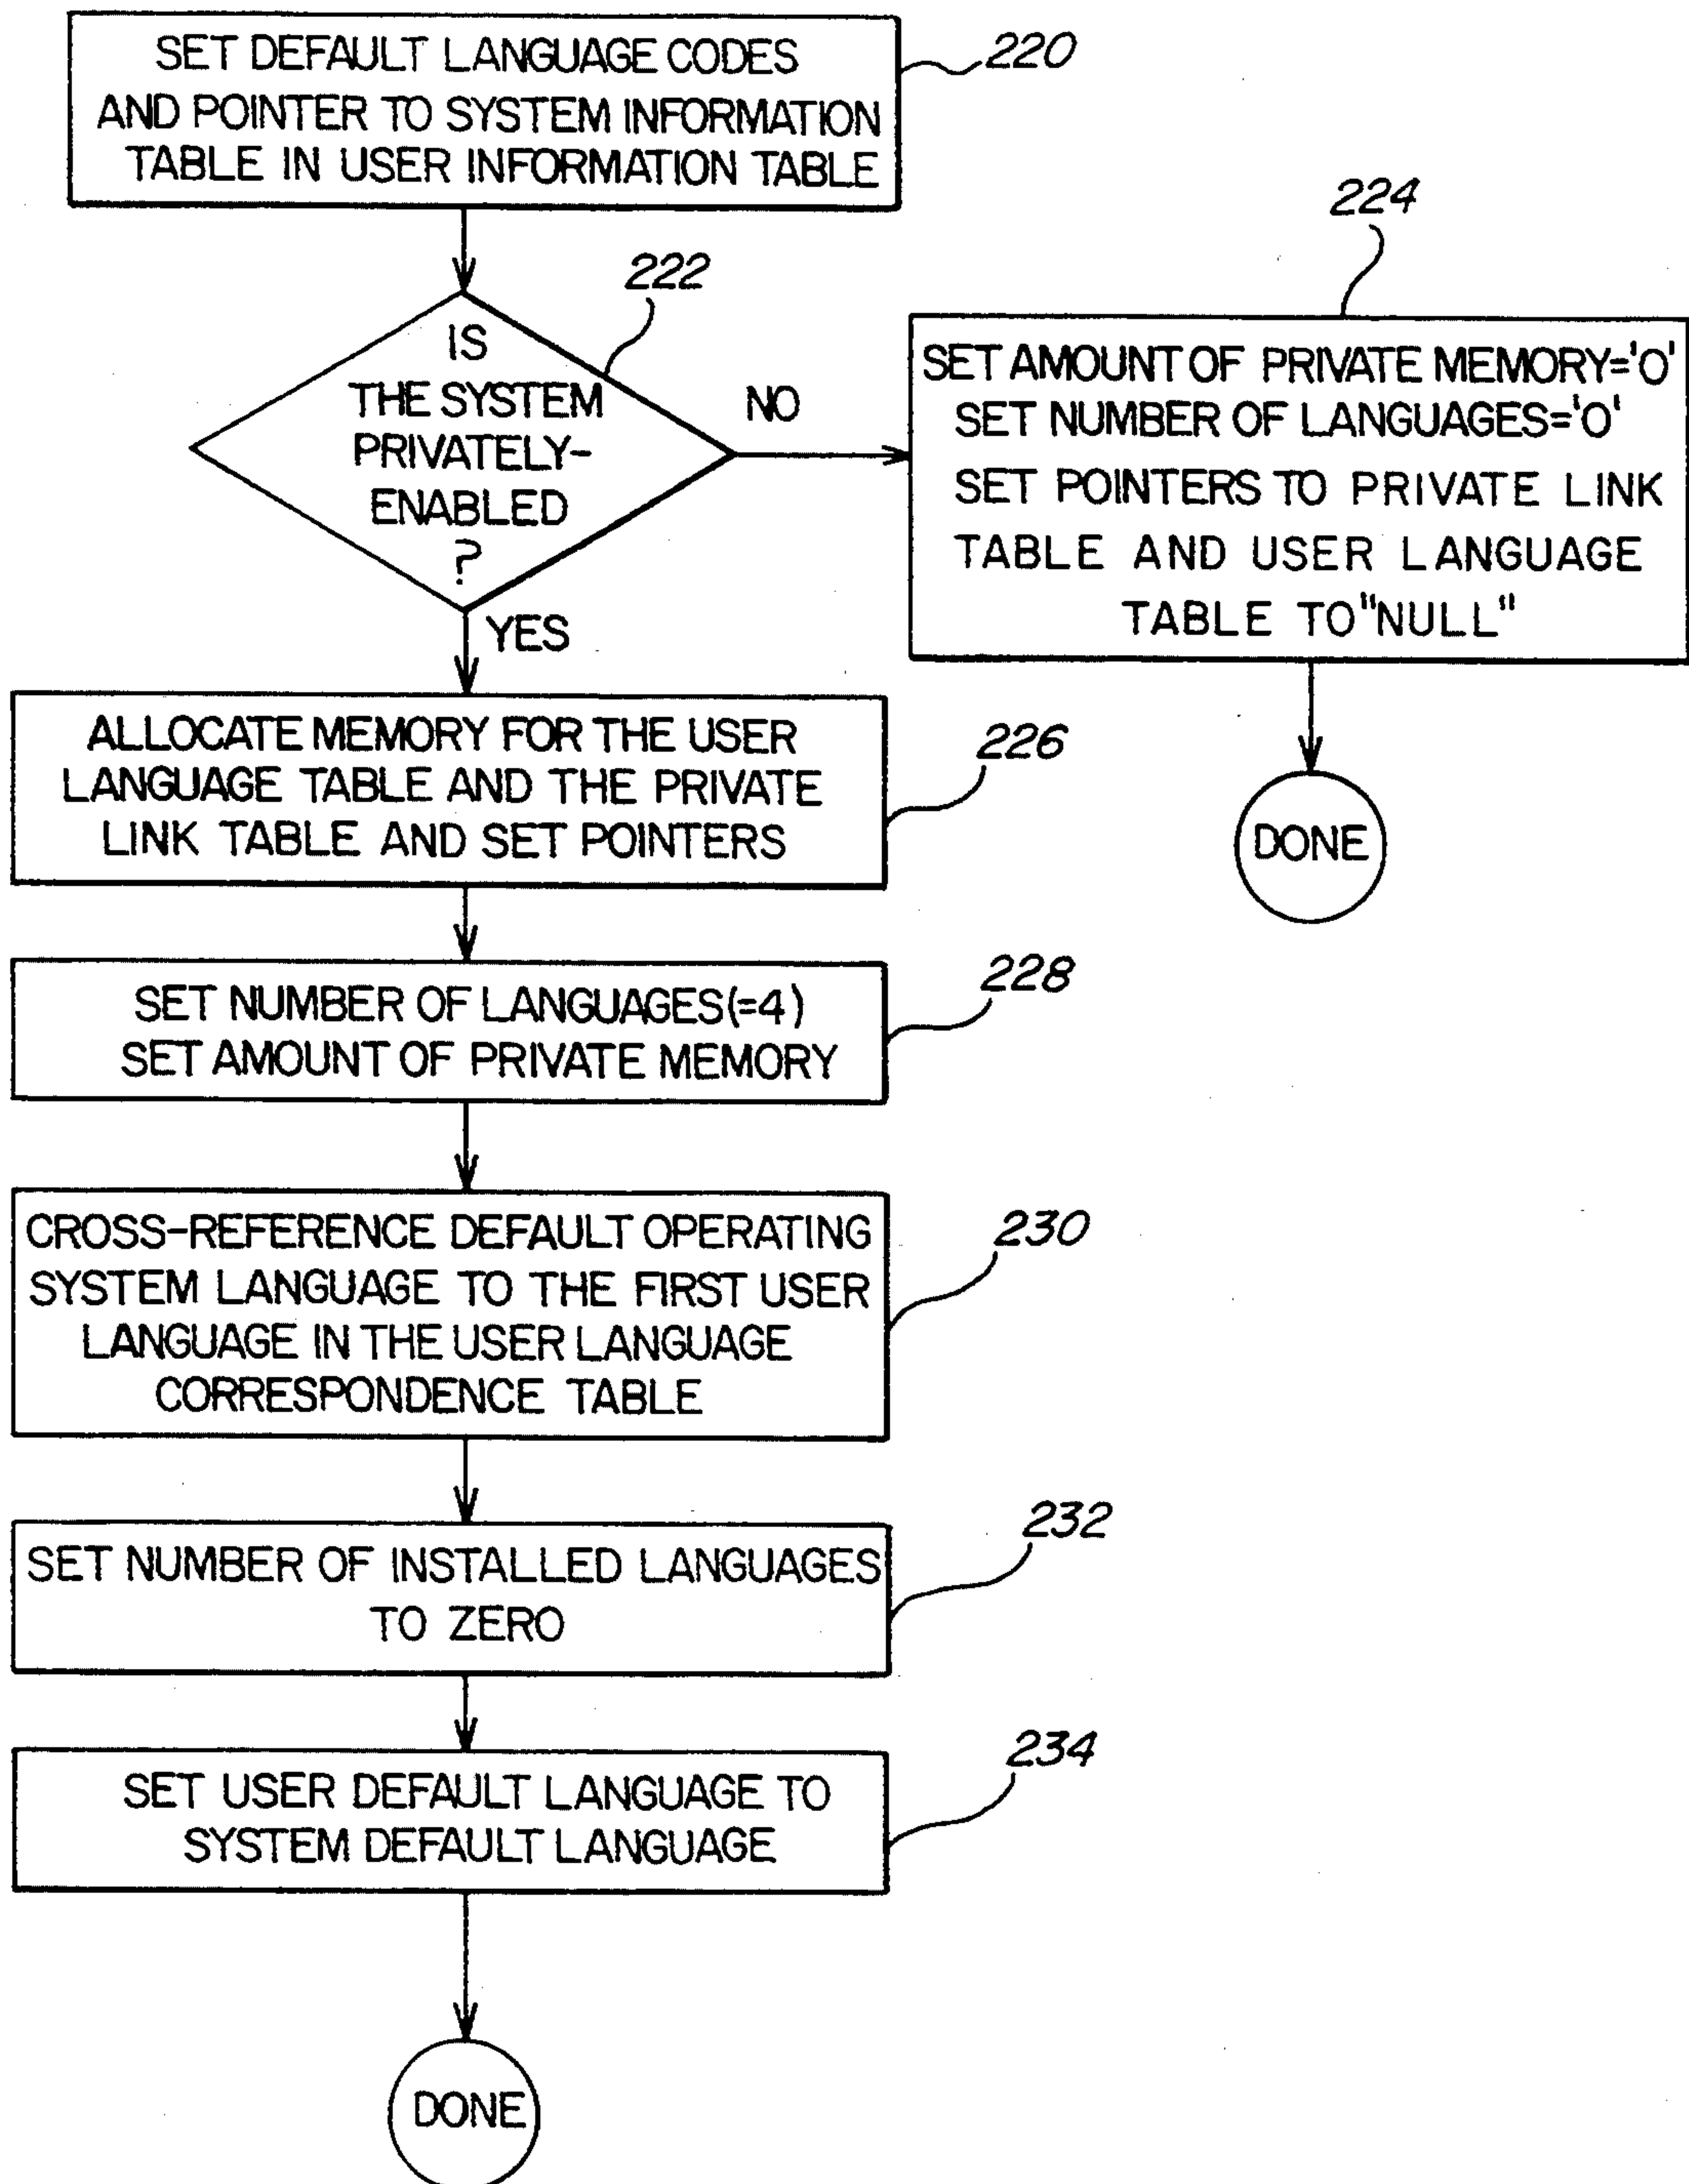 SET DEFAULT LANGUAGE CODES
AND POINTER TO SYSTEM INFORMATION
TABLE IN USER INFORMATION TABLE
220
222
IS
THE SYSTEM
PRIVATELY-
ENABLED
?
NO
YES
224
SET AMOUNT OF PRIVATE MEMORY='0'
SET NUMBER OF LANGUAGES='0'
SET POINTERS TO PRIVATE LINK
TABLE AND USER LANGUAGE
TABLE TO "NULL"
DONE
ALLOCATE MEMORY FOR THE USER
LANGUAGE TABLE AND THE PRIVATE
LINK TABLE AND SET POINTERS
226
SET NUMBER OF LANGUAGES(=4)
SET AMOUNT OF PRIVATE MEMORY
228
CROSS-REFERENCE DEFAULT OPERATING
SYSTEM LANGUAGE TO THE FIRST USER
LANGUAGE IN THE USER LANGUAGE
CORRESPONDENCE TABLE
230
SET NUMBER OF INSTALLED LANGUAGES
TO ZERO
232
SET USER DEFAULT LANGUAGE TO
SYSTEM DEFAULT LANGUAGE
234
DONE